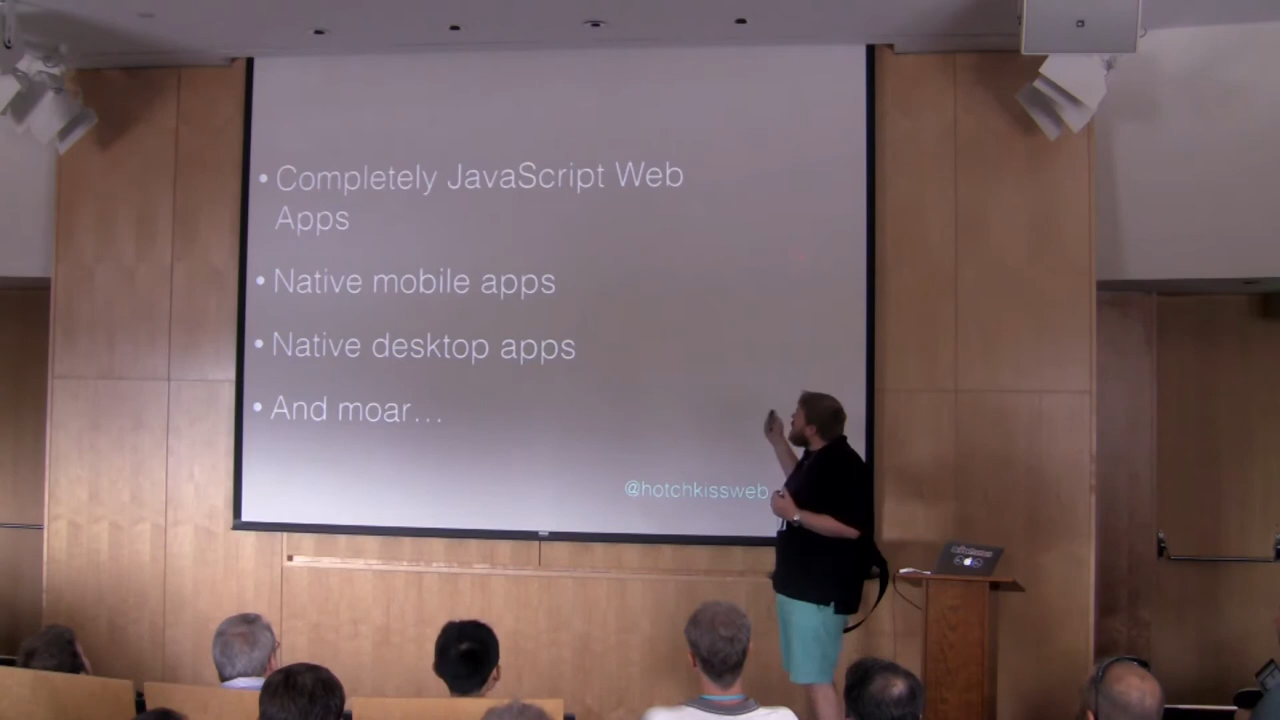 • Completely JavaScript Web
Apps
• Native mobile apps
• Native desktop apps
• And moar...
@hotchkissweb